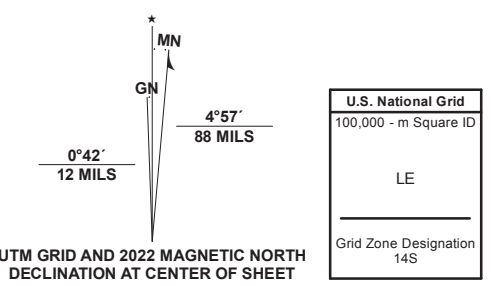 ★
MN
GN
4°57´
88 MILS
0°42´
12 MILS
UTM GRID AND 2022 MAGNETIC NORTH
DECLINATION AT CENTER OF SHEET
U.S. National Grid
100,000 - m Square ID
LE
Grid Zone Designation
14S